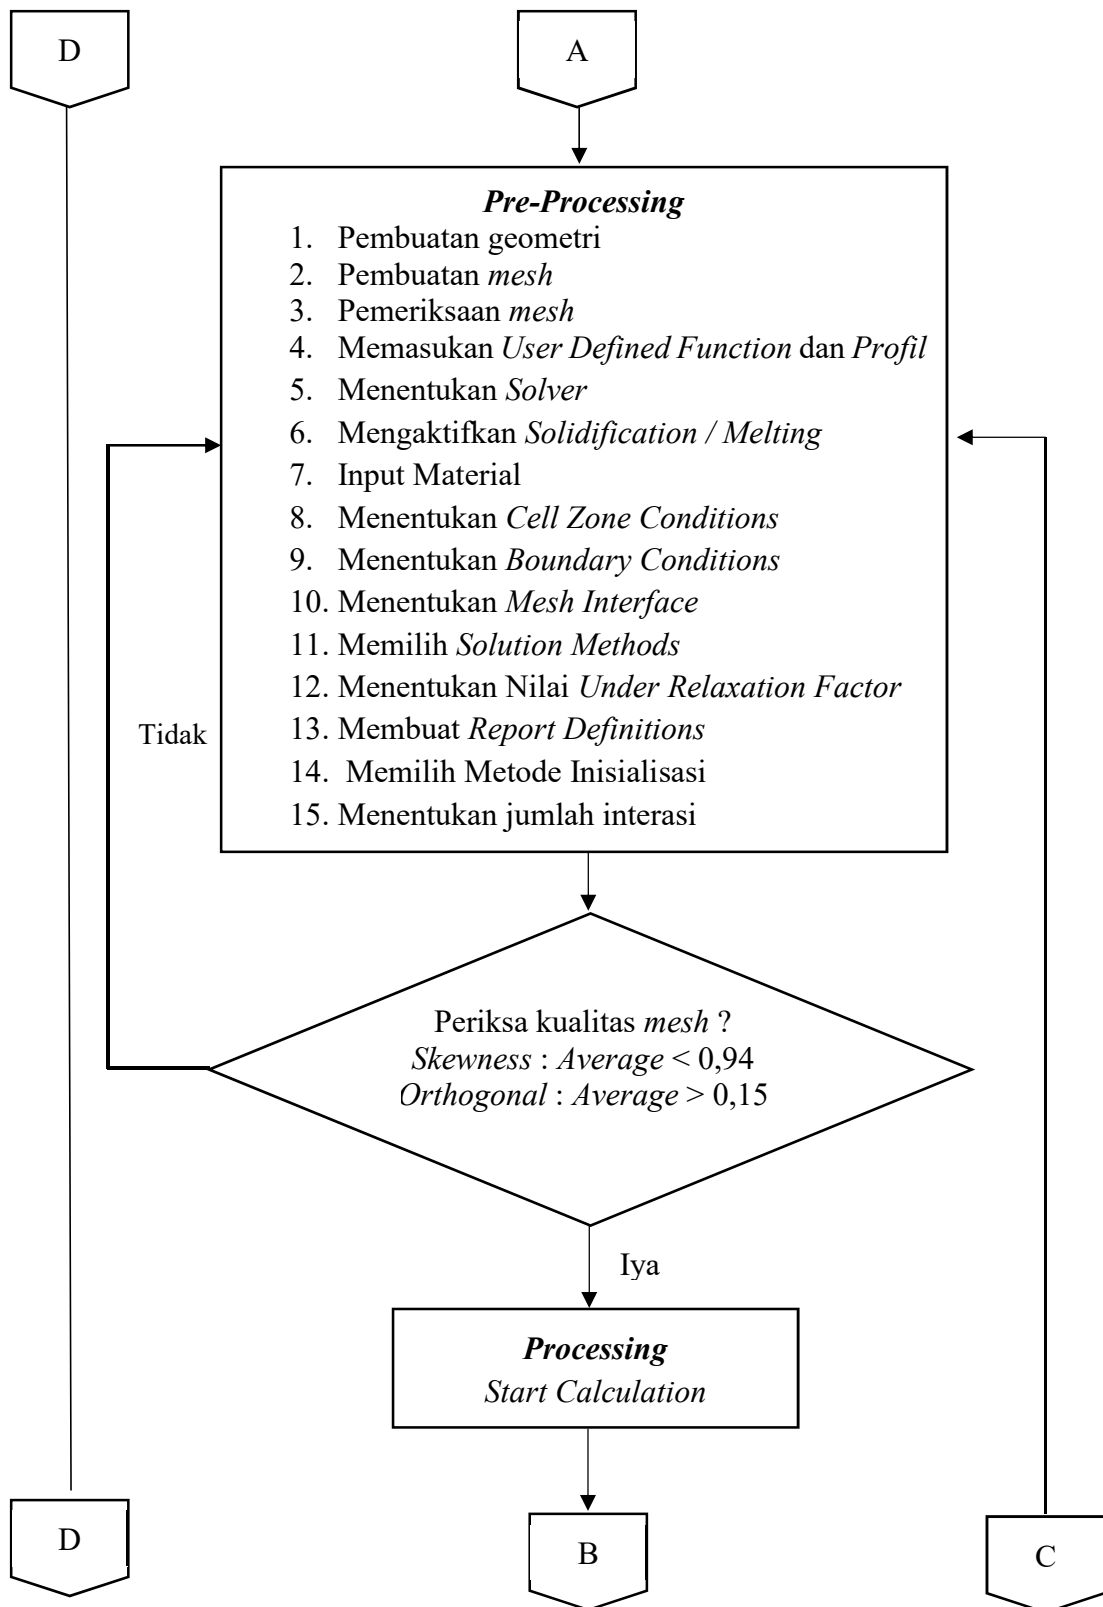 D
A
Pre-Processing
1. Pembuatan geometri
2. Pembuatan mesh
3. Pemeriksaan mesh
4. Memasukan User Defined Function dan Profil
5. Menentukan Solver
6. Mengaktifkan Solidification / Melting
7. Input Material
8. Menentukan Cell Zone Conditions
9. Menentukan Boundary Conditions
10. Menentukan Mesh Interface
11. Memilih Solution Methods
12. Menentukan Nilai Under Relaxation Factor
13. Membuat Report Definitions
14. Memilih Metode Inisialisasi
15. Menentukan jumlah interasi
Tidak
Periksa kualitas mesh ?
Skewness : Average < 0,94
Orthogonal : Average > 0,15
Iya
Processing
Start Calculation
D
B
C